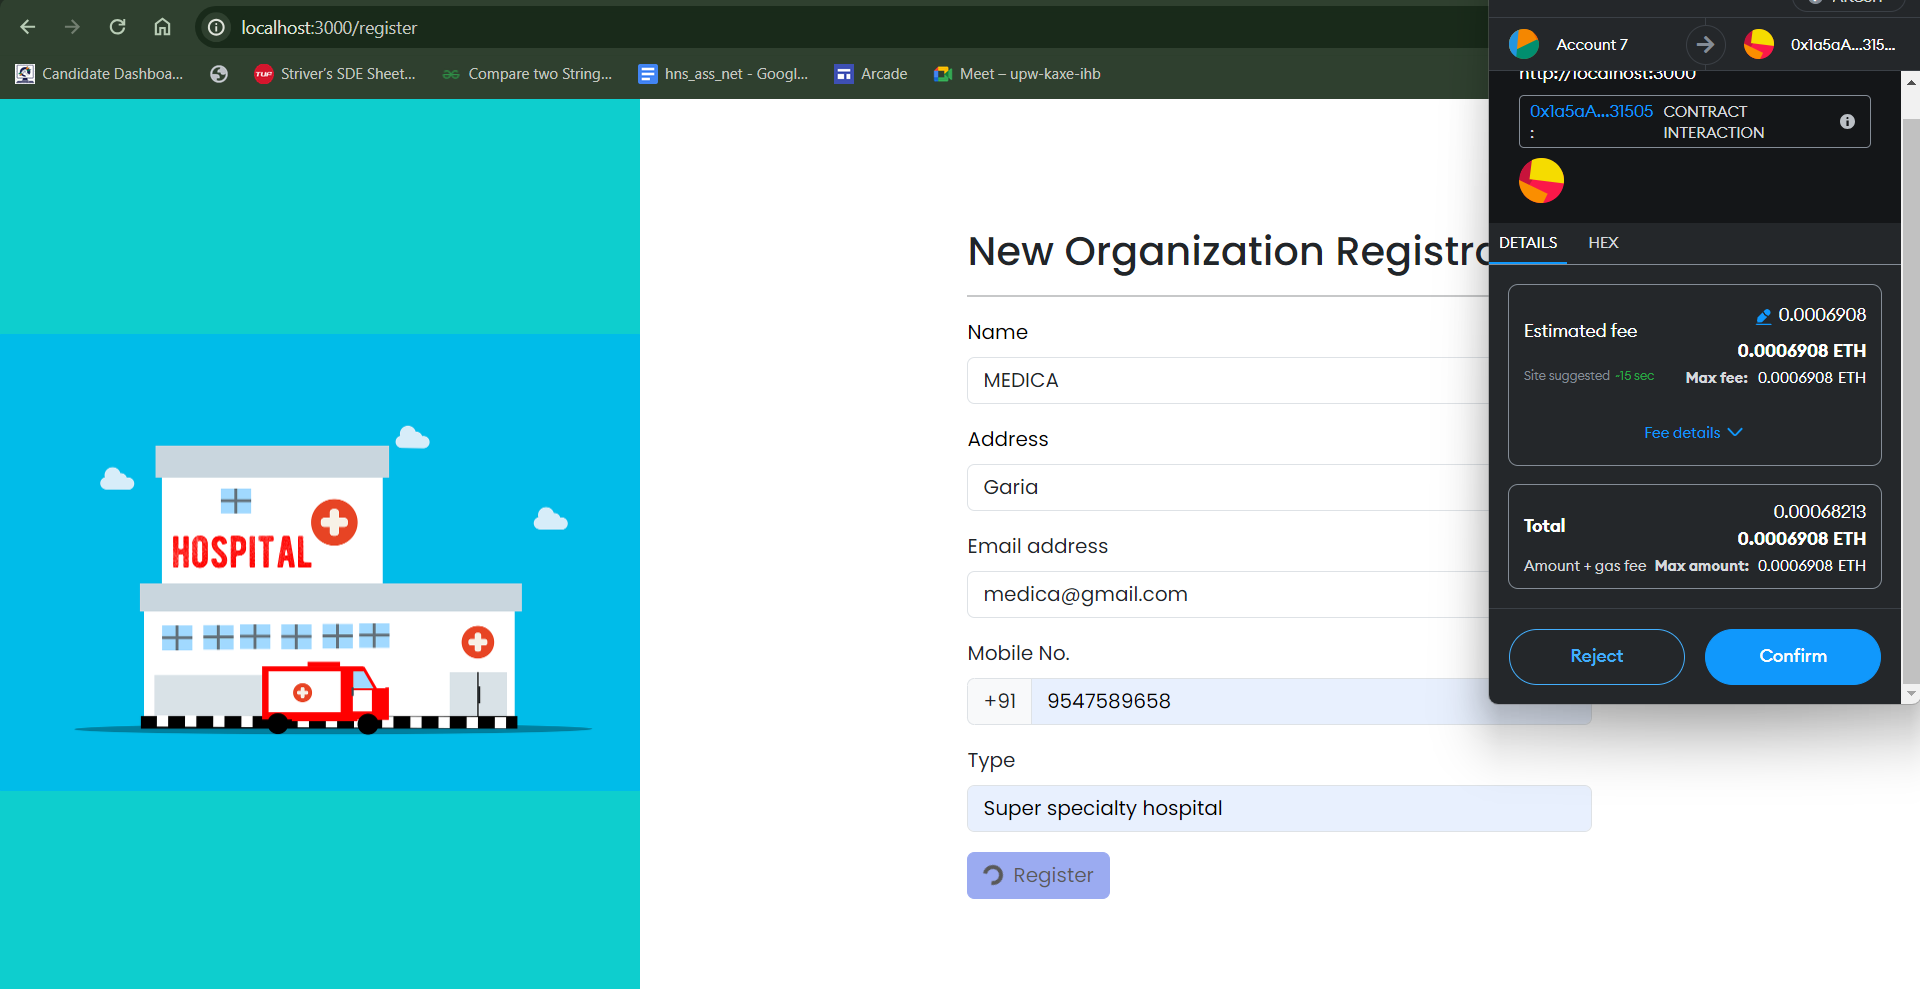 localhost:3000/register
Candidate Dashboa...
TUF
Striver's SDE Sheet...
Compare two String...
hns_ass_net - Googl...
Arcade
Meet – upw-kaxe-ihb
HOSPITAL
New Organization Registra
Name
MEDICA
Address
Garia
Email address
medica@gmail.com
Mobile No.
+91 9547589658
Type
Super specialty hospital
Register
Account 7
0x1a5aA...315...
http://localhost:3000
0x1a5aA...31505 CONTRACT
: INTERACTION
DETAILS HEX
0.0006908
Estimated fee
0.0006908 ETH
Site suggested ~15 sec Max fee: 0.0006908 ETH
Fee details
0.00068213
Total
0.0006908 ETH
Amount + gas fee Max amount: 0.0006908 ETH
Reject Confirm